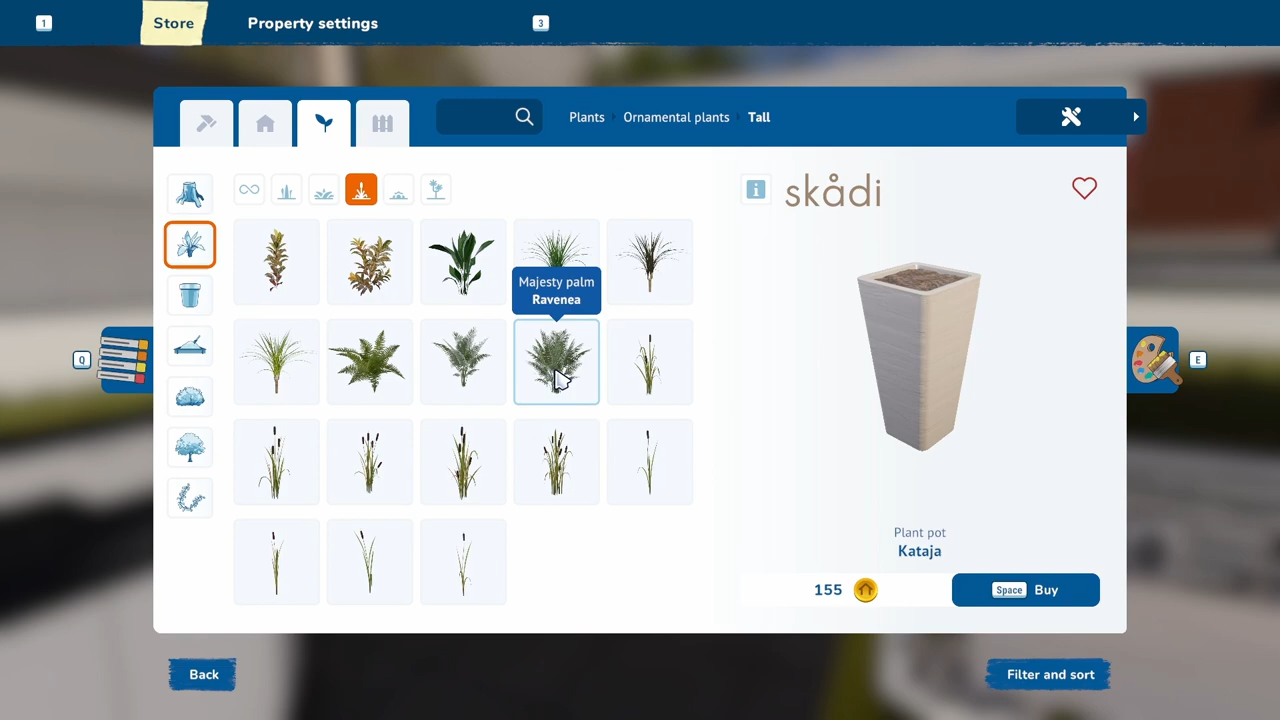 1
Store
Property settings
3
Plants
Ornamental plants
Tall
skådi
Majesty palm
Ravenea
Q
E
Plant pot
Kataja
155
Space Buy
Back
Filter and sort